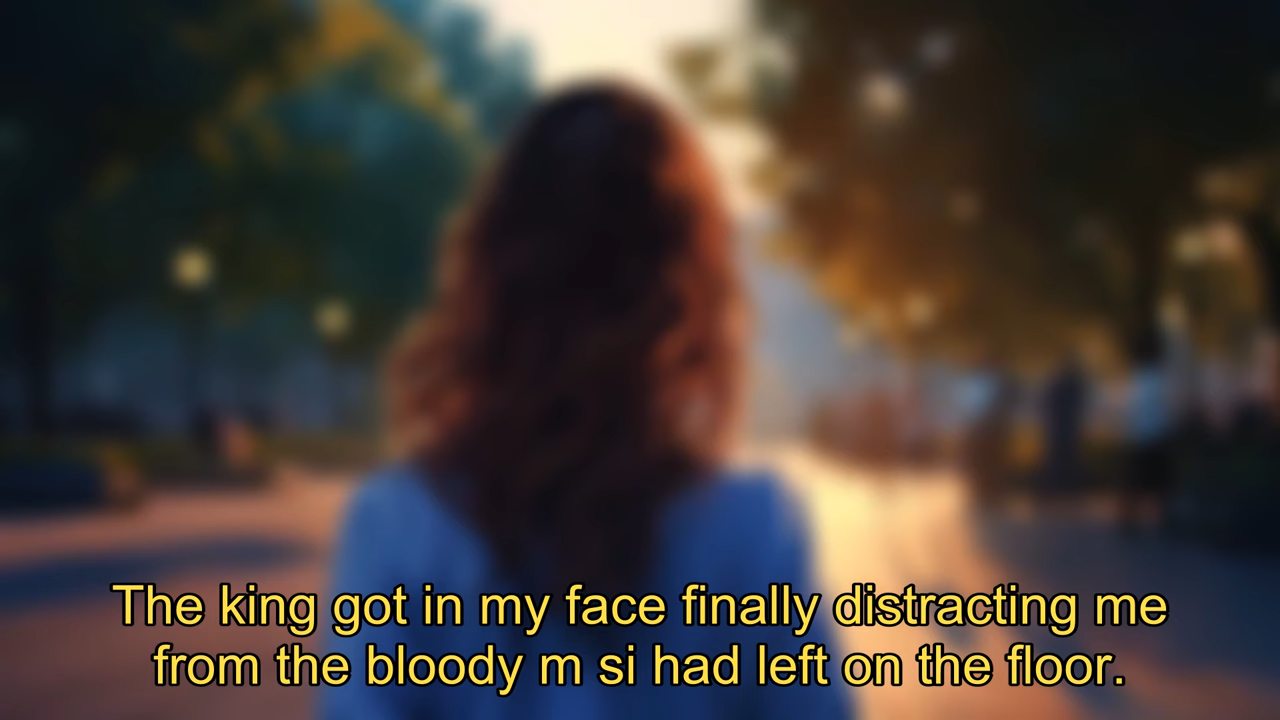 The king got in my face finally distracting me
from the bloody m si had left on the floor.